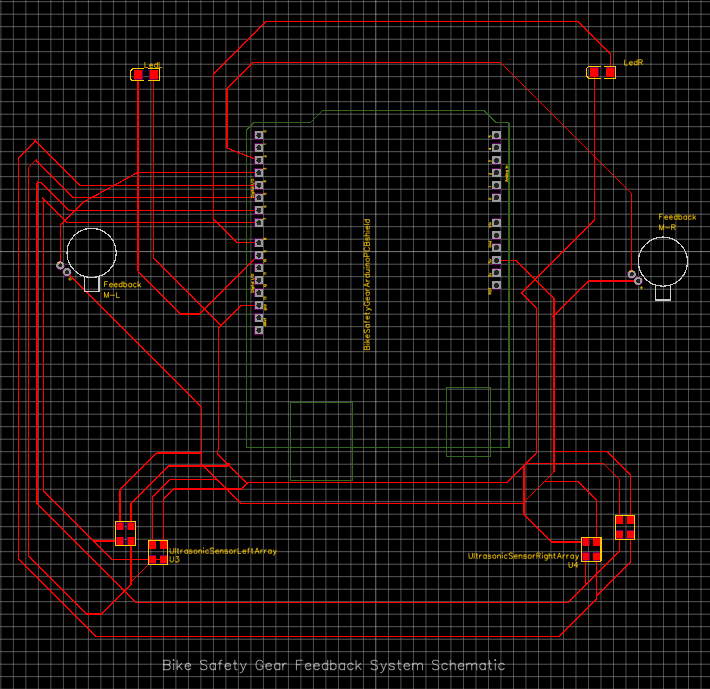 LedL
LedR
Feedback
M-R
Feedback
M-L
BikeSafetyGearArduinoPCBshield
UltrasonicSensorLeftArray
U3
UltrasonicSensorRightArray
U4
Bike Safety Gear Feedback System Schematic